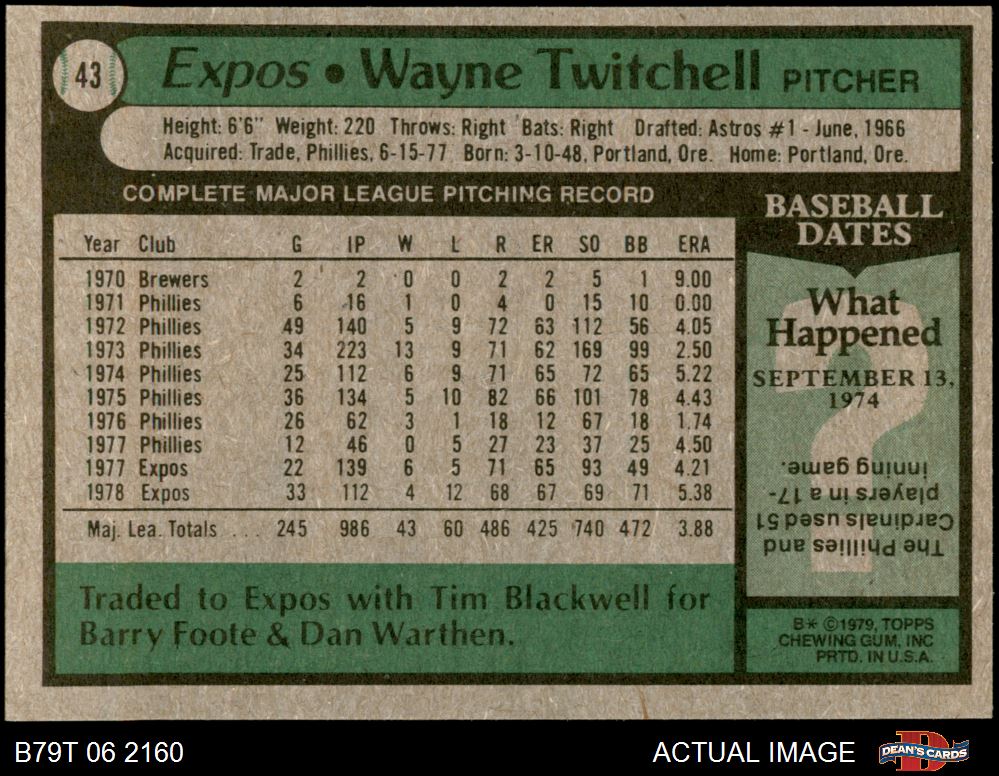 43
Expos • Wayne Twitchell PITCHER
Height: 6'6" Weight: 220 Throws: Right Bats: Right Drafted: Astros #1 - June, 1966
Acquired: Trade, Phillies, 6-15-77 Born: 3-10-48, Portland, Ore. Home: Portland, Ore.
COMPLETE MAJOR LEAGUE PITCHING RECORD
Year Club G IP W L R ER SO BB ERA
1970 Brewers 2 2 0 0 2 2 5 1 9.00
1971 Phillies 6 16 1 0 4 0 15 10 0.00
1972 Phillies 49 140 5 9 72 63 112 56 4.05
1973 Phillies 34 223 13 9 71 62 169 99 2.50
1974 Phillies 25 112 6 9 71 65 72 65 5.22
1975 Phillies 36 134 5 10 82 66 101 78 4.43
1976 Phillies 26 62 3 1 18 12 67 18 1.74
1977 Phillies 12 46 0 5 27 23 37 25 4.50
1977 Expos 22 139 6 5 71 65 93 49 4.21
1978 Expos 33 112 4 12 68 67 69 71 5.38
Maj. Lea. Totals ... 245 986 43 60 486 425 740 472 3.88
Traded to Expos with Tim Blackwell for
Barry Foote & Dan Warthen.
BASEBALL
DATES
What
Happened
SEPTEMBER 13,
1974
The Phillies and
Cardinals used 51
players in a 17-
inning game.
B* ©1979, TOPPS
CHEWING GUM, INC
PRTD. IN U.S.A.
B79T 06 2160
ACTUAL IMAGE
D
DEAN'S CARDS